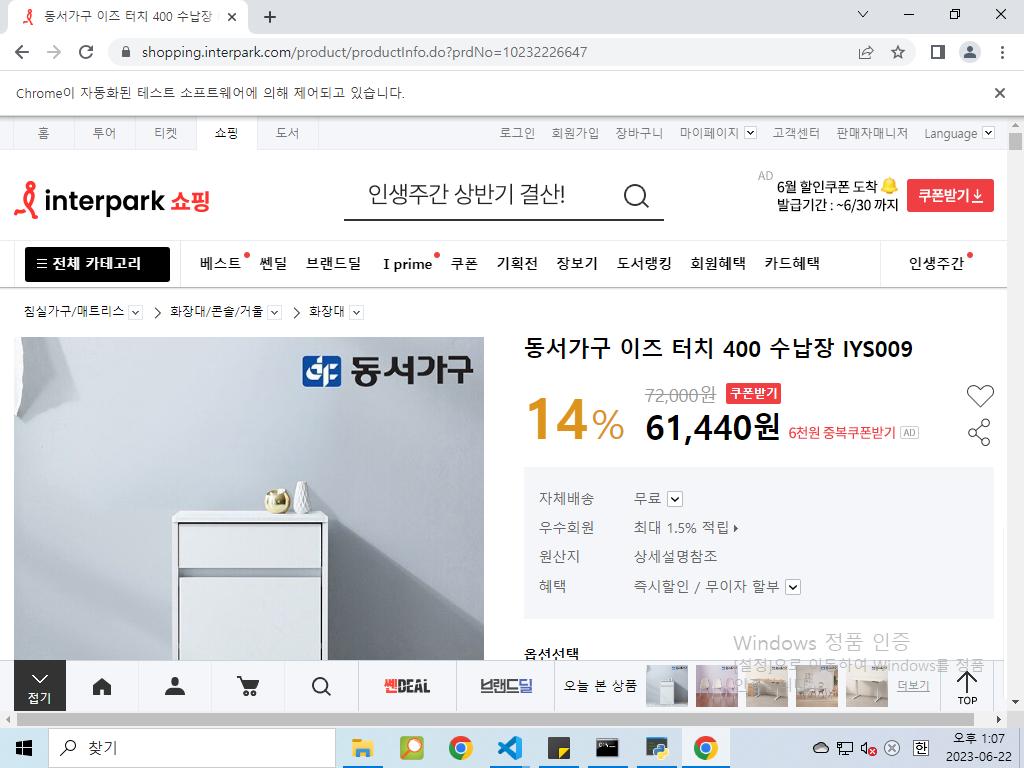 동서가구 이즈 터치 400 수납장
shopping.interpark.com/product/productInfo.do?prdNo=10232226647
Chrome이 자동화된 테스트 소프트웨어에 의해 제어되고 있습니다.
홈 투어 티켓 쇼핑 도서 로그인 회원가입 장바구니 마이페이지 고객센터 판매자매니저 Language
interpark 쇼핑
인생주간 상반기 결산!
AD
6월 할인쿠폰 도착
발급기간 : ~6/30 까지
쿠폰받기
전체 카테고리 베스트 쎈딜 브랜드딜 I prime 쿠폰 기획전 장보기 도서랭킹 회원혜택 카드혜택 인생주간
침실가구/매트리스 화장대/콘솔/거울 화장대
동서가구
동서가구 이즈 터치 400 수납장 IYS009
14%
72,000원 쿠폰받기
61,440원 6천원 중복쿠폰받기 AD
자체배송 무료
우수회원 최대 1.5% 적립
원산지 상세설명참조
혜택 즉시할인 / 무이자 할부
옵션선택
Windows 정품 인증
[설정]으로 이동하여 Windows를 정품
접기
쎈DEAL
브랜드딜
오늘 본 상품
더보기
TOP
찾기
한
오후 1:07
2023-06-22